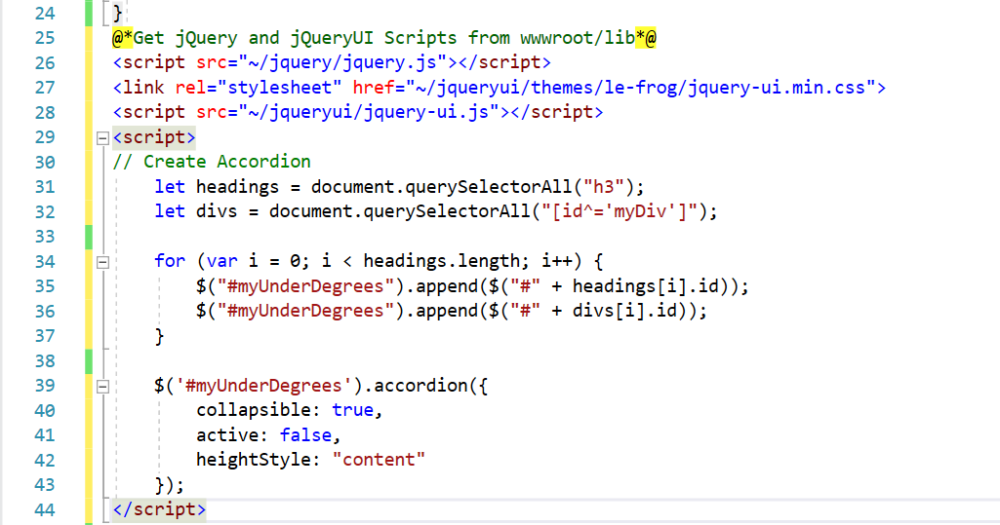 24 }
25 @*Get jQuery and jQueryUI Scripts from wwwroot/lib*@
26 <script src="~/jquery/jquery.js"></script>
27 <link rel="stylesheet" href="~/jqueryui/themes/le-frog/jquery-ui.min.css">
28 <script src="~/jqueryui/jquery-ui.js"></script>
29 <script>
30 // Create Accordion
31     let headings = document.querySelectorAll("h3");
32     let divs = document.querySelectorAll("[id^='myDiv']");
33
34     for (var i = 0; i < headings.length; i++) {
35         $("#myUnderDegrees").append($("#" + headings[i].id));
36         $("#myUnderDegrees").append($("#" + divs[i].id));
37     }
38
39     $('#myUnderDegrees').accordion({
40         collapsible: true,
41         active: false,
42         heightStyle: "content"
43     });
44 </script>